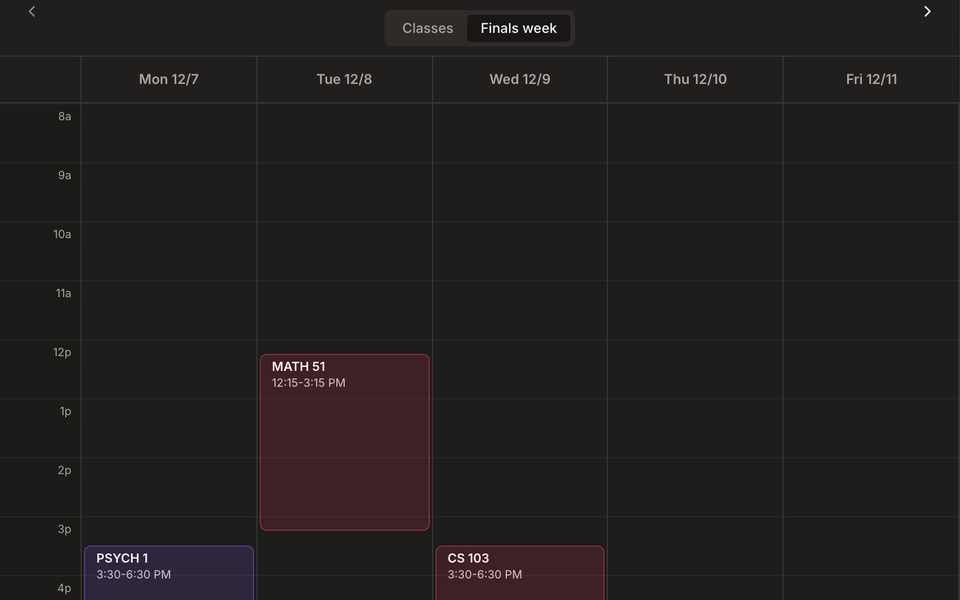 Classes
Finals week
Mon 12/7
Tue 12/8
Wed 12/9
Thu 12/10
Fri 12/11
8a
9a
10a
11a
12p
MATH 51
12:15-3:15 PM
1p
2p
3p
PSYCH 1
3:30-6:30 PM
CS 103
3:30-6:30 PM
4p